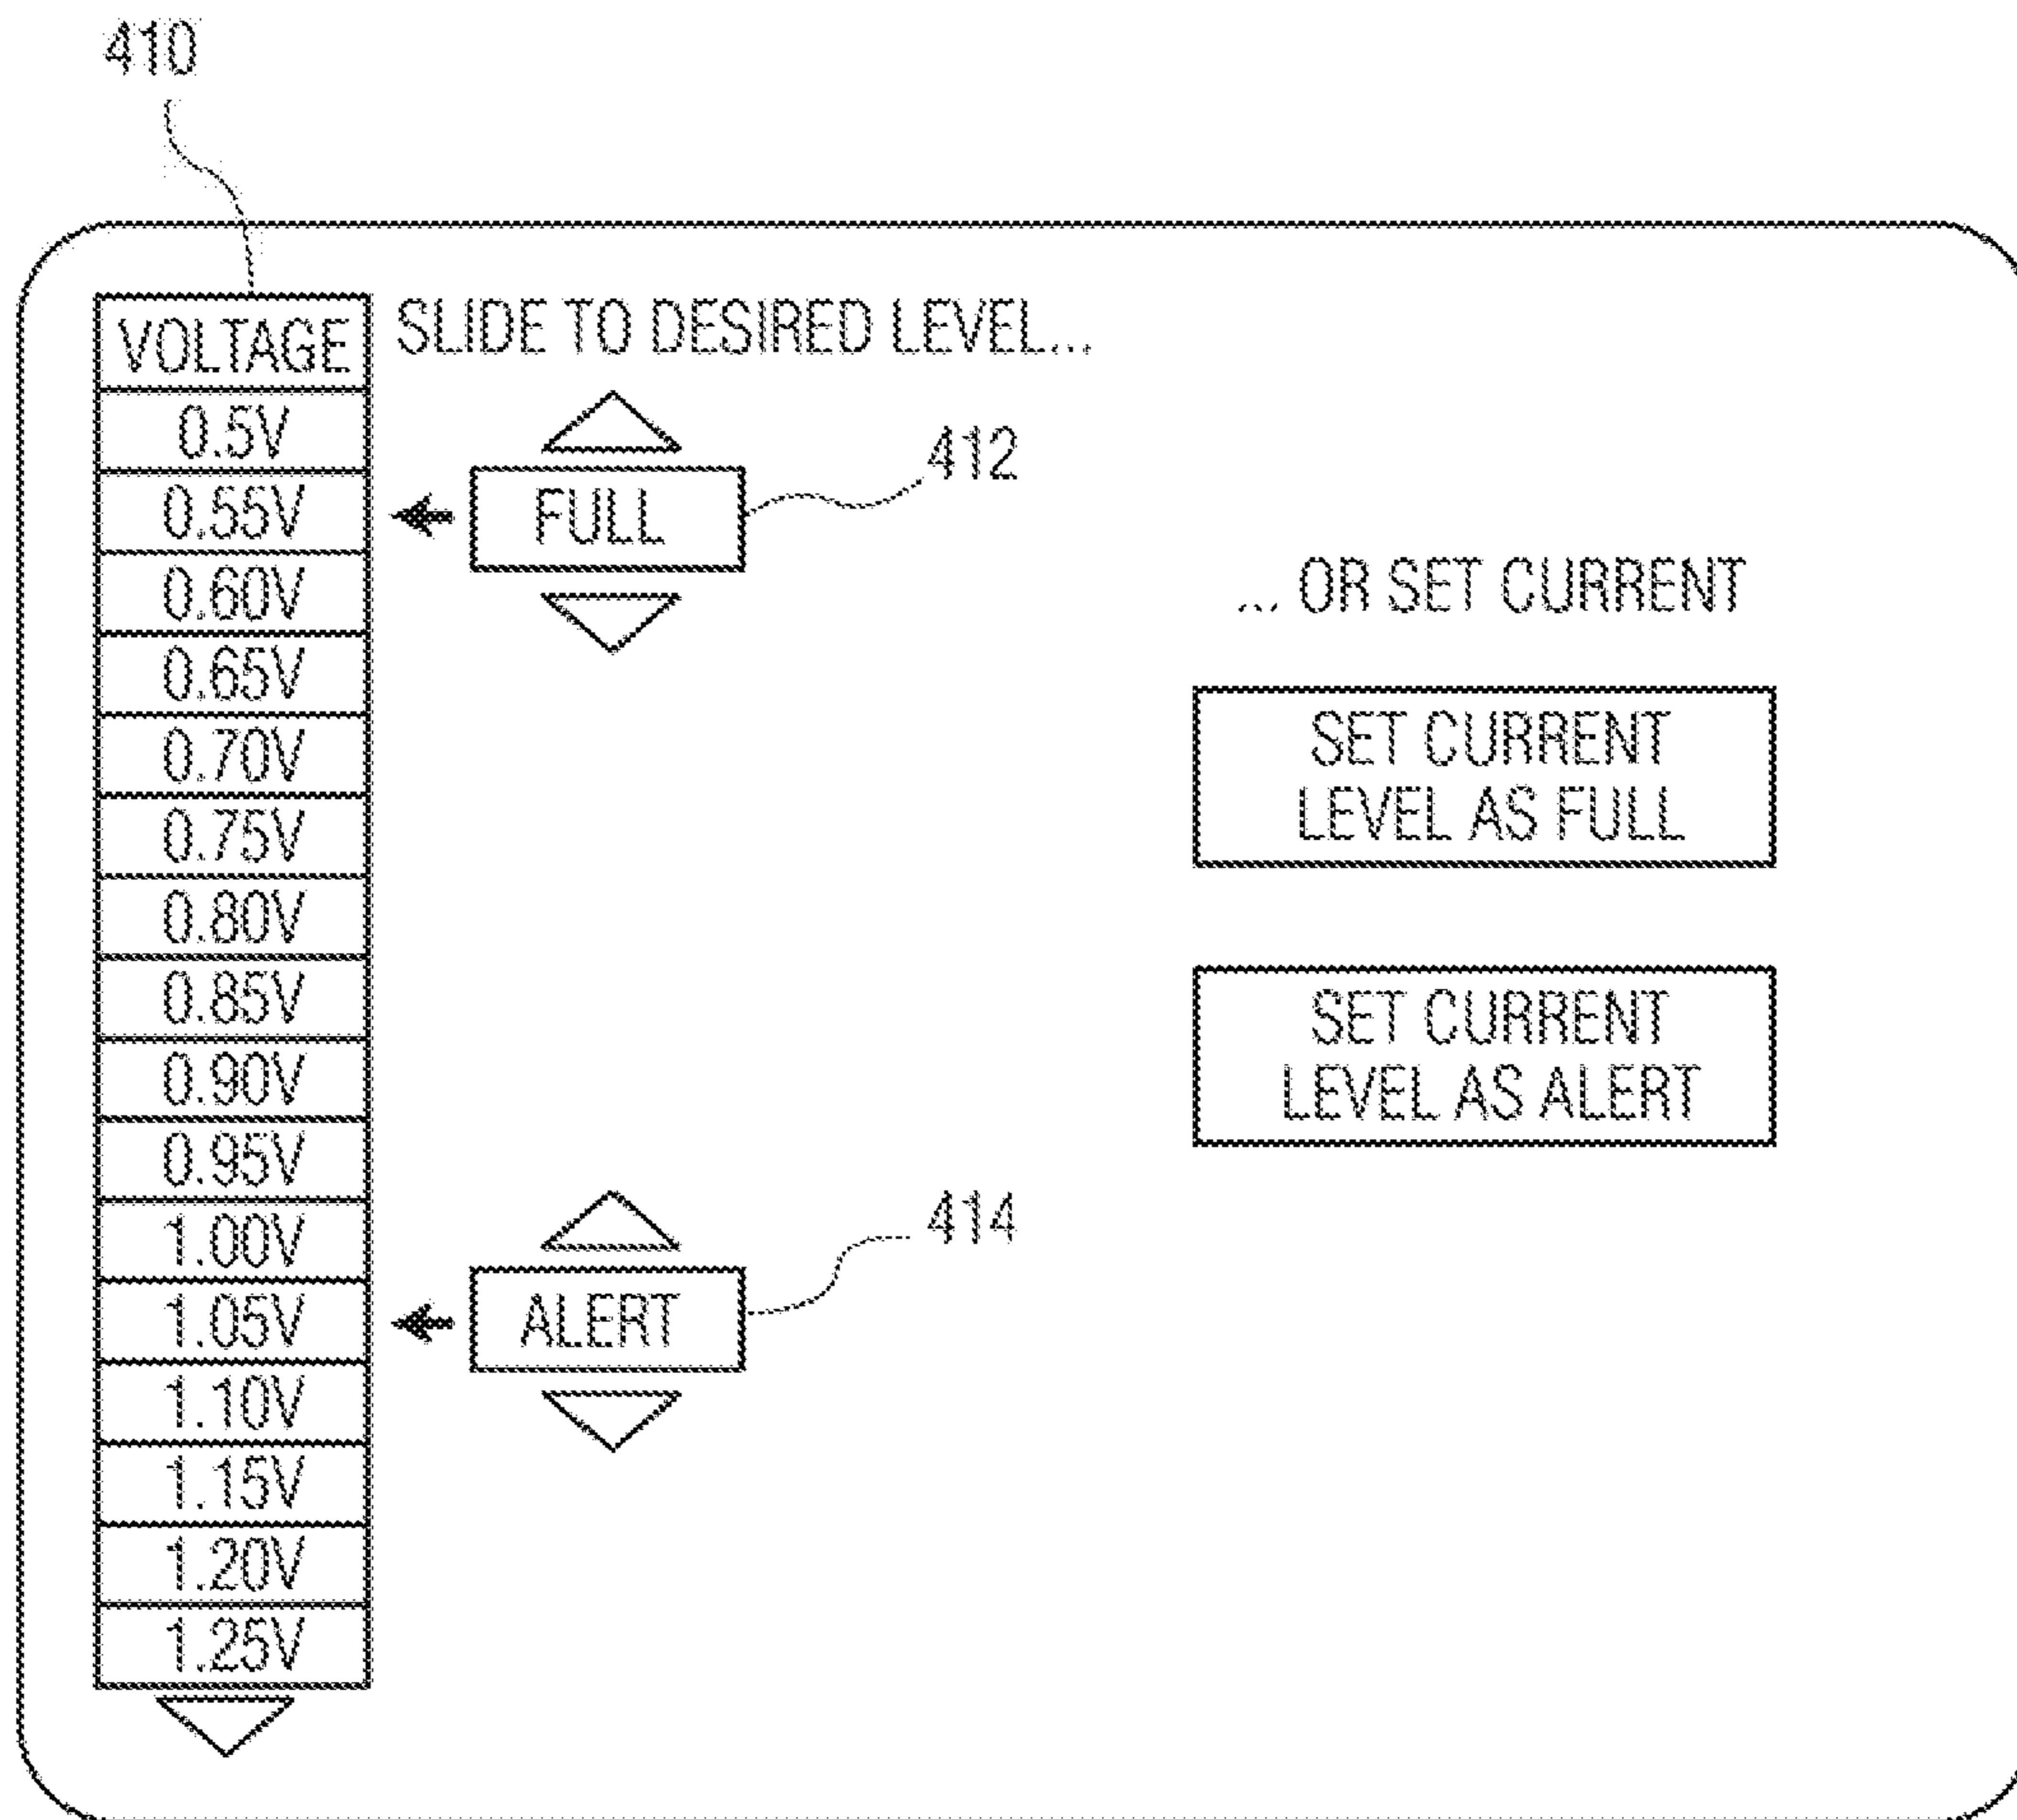 410
VOLTAGE
SLIDE TO DESIRED LEVEL...
0.5V
0.55V
FULL
412
0.60V
... OR SET CURRENT
0.65V
0.70V
SET CURRENT
LEVEL AS FULL
0.75V
0.80V
0.85V
0.90V
SET CURRENT
LEVEL AS ALERT
0.95V
1.00V
414
1.05V
ALERT
1.10V
1.15V
1.20V
1.25V